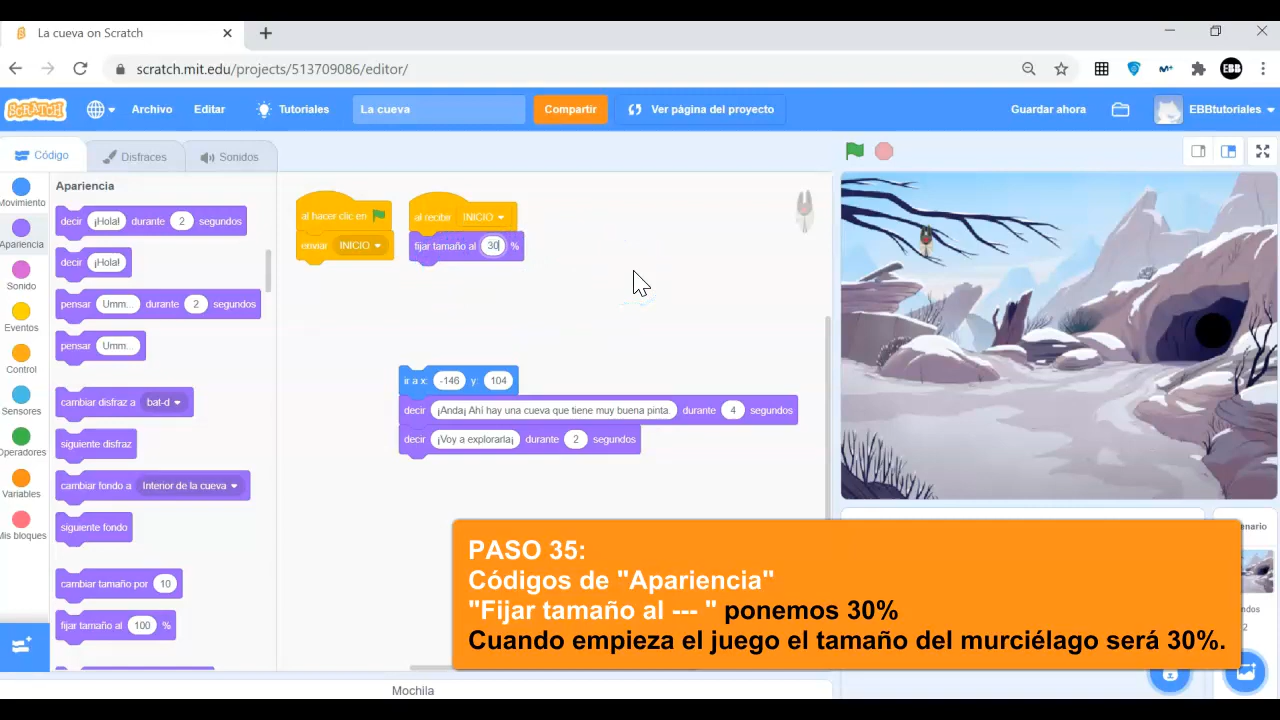 La cueva on Scratch
scratch.mit.edu/projects/513709086/editor/
EBB
SCRATCH
Archivo
Editar
Tutoriales
La cueva
Compartir
Ver página del proyecto
Guardar ahora
EBBtutoriales
Código
Disfraces
Sonidos
Movimiento
Apariencia
Sonido
Eventos
Control
Sensores
Operadores
Variables
Mis bloques
Apariencia
decir ¡Hola! durante 2 segundos
decir ¡Hola!
pensar Umm... durante 2 segundos
pensar Umm...
cambiar disfraz a bat-d
siguiente disfraz
cambiar fondo a Interior de la cueva
siguiente fondo
cambiar tamaño por 10
fijar tamaño al 100 %
al hacer clic en
enviar INICIO
al recibir INICIO
fijar tamaño al 30 %
ir a x: -146 y: 104
decir ¡Anda¡ Ahí hay una cueva que tiene muy buena pinta. durante 4 segundos
decir ¡Voy a explorarla¡ durante 2 segundos
PASO 35:
Códigos de "Apariencia"
"Fijar tamaño al --- " ponemos 30%
Cuando empieza el juego el tamaño del murciélago será 30%.
Mochila
2